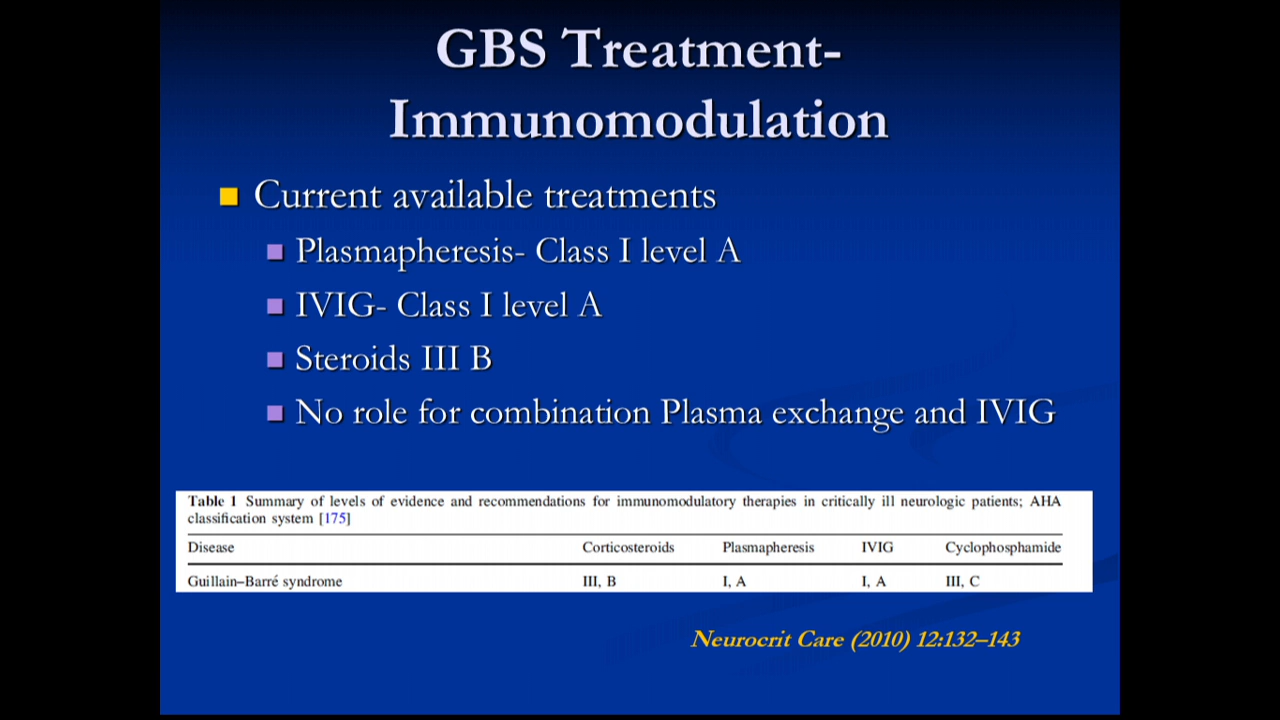 GBS Treatment-
Immunomodulation
Current available treatments
Plasmapheresis- Class I level A
IVIG- Class I level A
Steroids III B
No role for combination Plasma exchange and IVIG
Table 1 Summary of levels of evidence and recommendations for immunomodulatory therapies in critically ill neurologic patients; AHA
classification system [175]
Disease Corticosteroids Plasmapheresis IVIG Cyclophosphamide
Guillain–Barré syndrome III, B I, A I, A III, C
Neurocrit Care (2010) 12:132–143